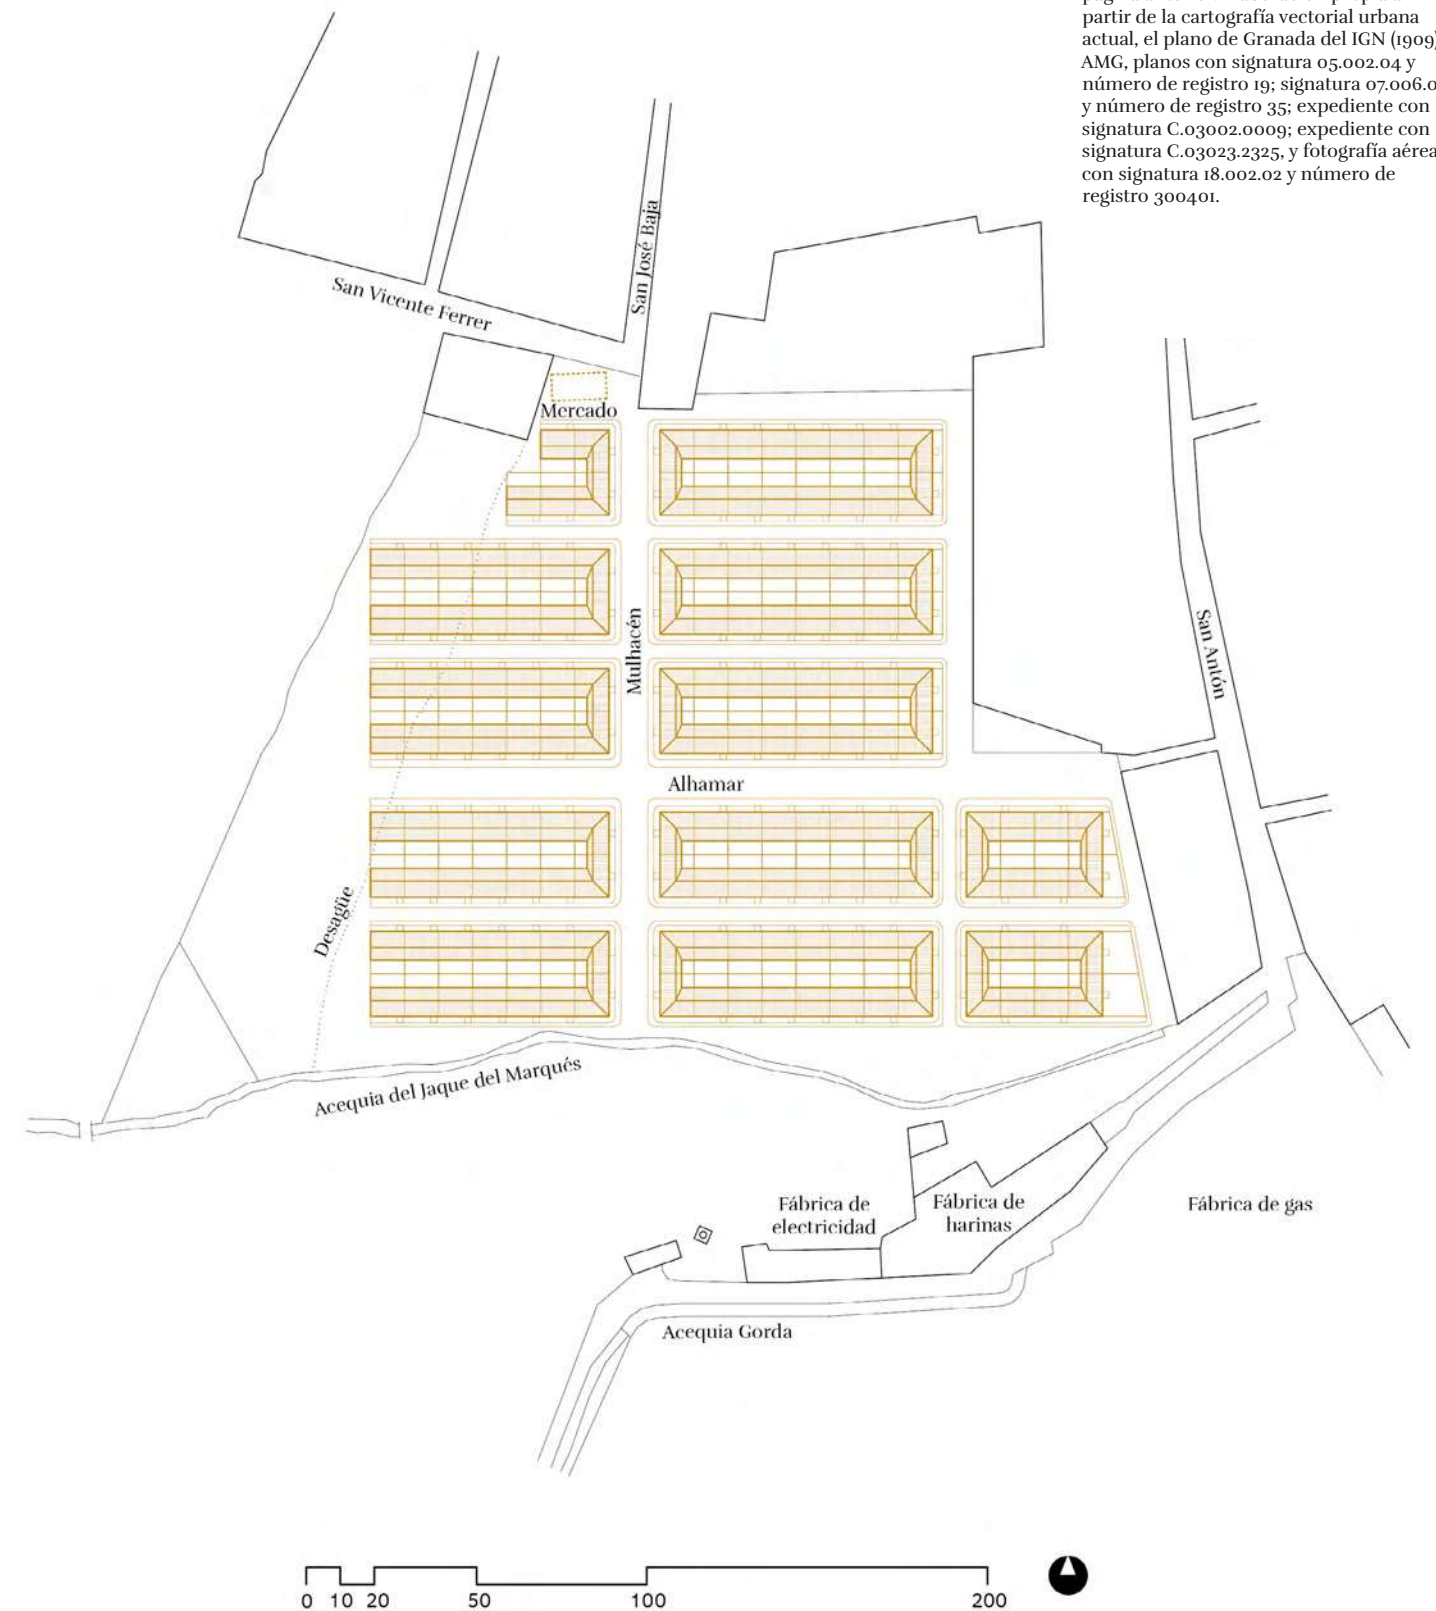 partir de la cartografía vectorial urbana
actual, el plano de Granada del IGN (1909)
AMG, planos con signatura 05.002.04 y
número de registro 19; signatura 07.006.0
y número de registro 35; expediente con
signatura C.03002.0009; expediente con
signatura C.03023.2325, y fotografía aérea
con signatura 18.002.02 y número de
registro 300401.
San José Baja
San Vicente Ferrer
Mercado
Mulhacén
San Antón
Alhamar
Desagüe
Acequia del Jaque del Marqués
Fábrica de
electricidad
Fábrica de
harinas
Fábrica de gas
Acequia Gorda
0 10 20 50 100 200